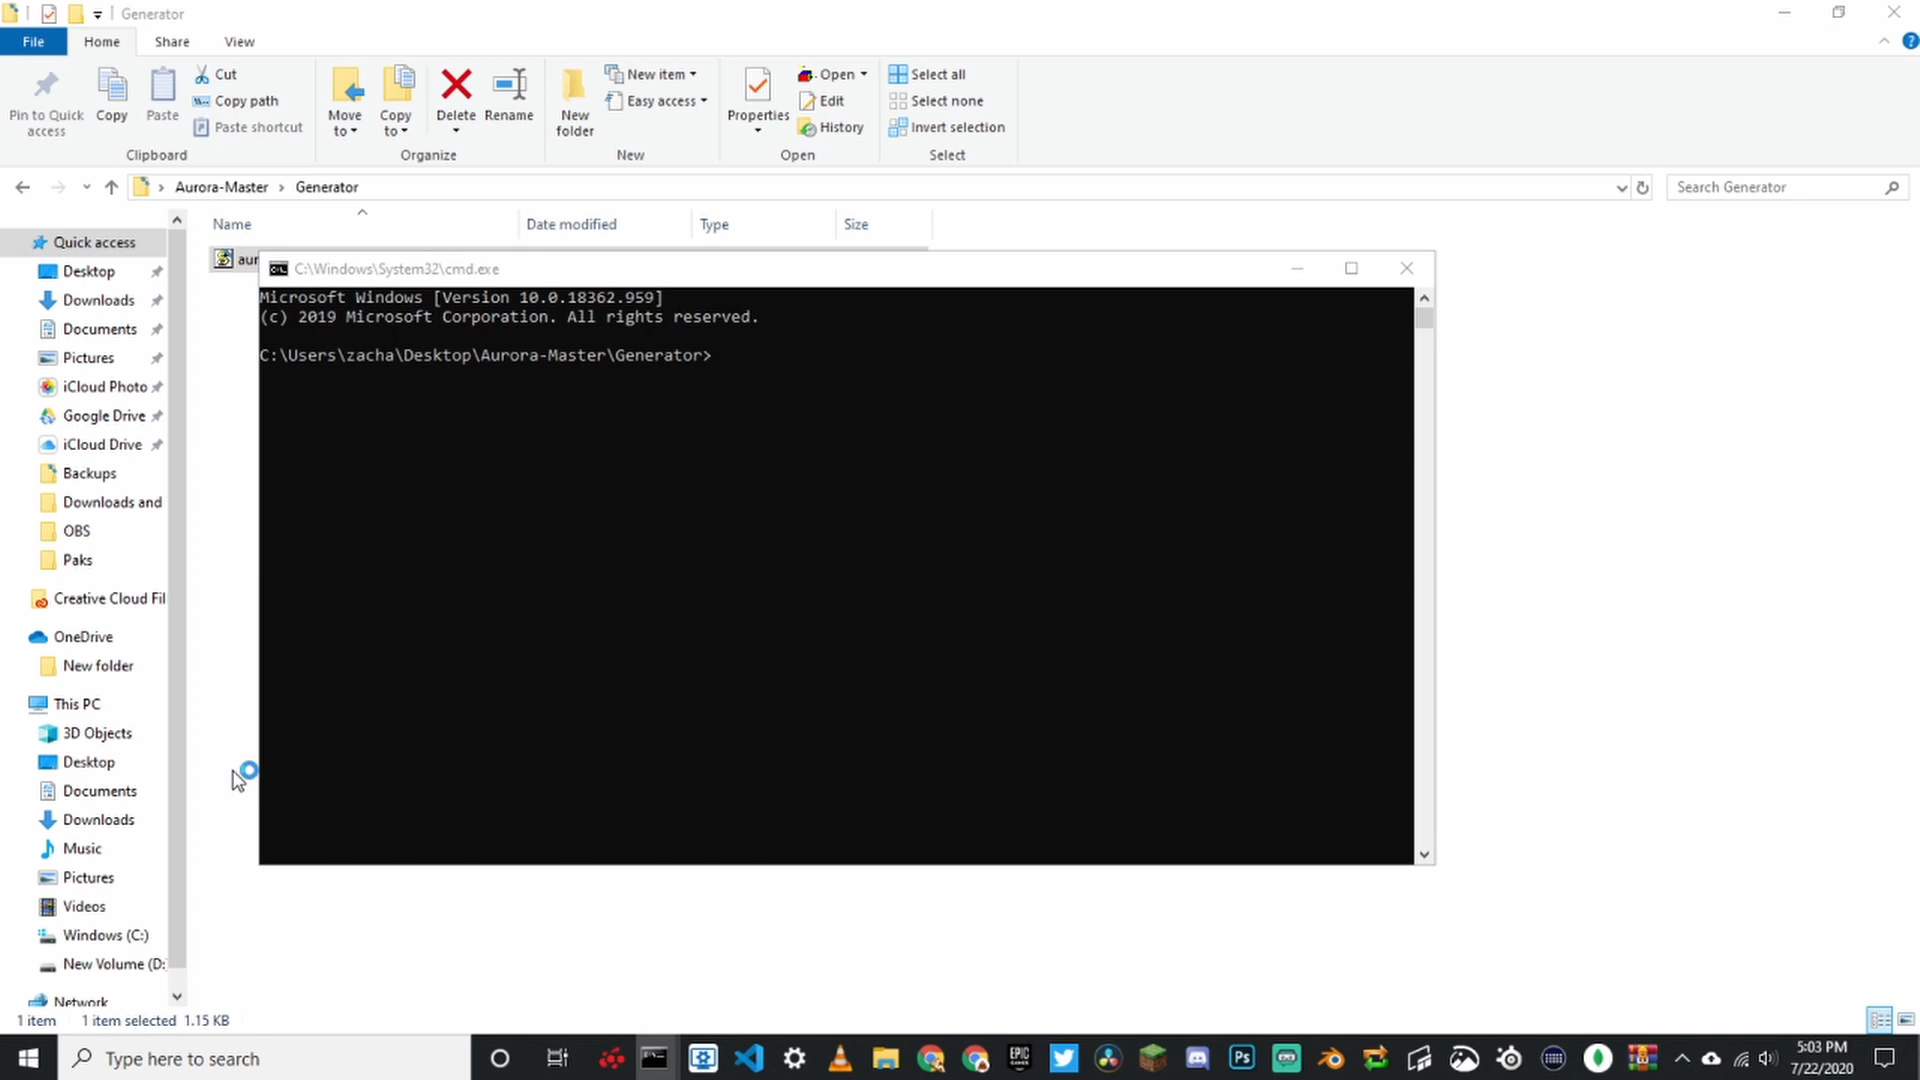 Generator
File
Home
Share
View
Pin to Quick access
Copy
Paste
Cut
Copy path
Paste shortcut
Clipboard
Move to
Copy to
Delete
Rename
Organize
New folder
New item
Easy access
New
Properties
Open
Edit
History
Open
Select all
Select none
Invert selection
Select
Aurora-Master > Generator
Search Generator
Name
Date modified
Type
Size
Quick access
Desktop
Downloads
Documents
Pictures
iCloud Photo
Google Drive
iCloud Drive
Backups
Downloads and
OBS
Paks
Creative Cloud Fil
OneDrive
New folder
This PC
3D Objects
Desktop
Documents
Downloads
Music
Pictures
Videos
Windows (C:)
New Volume (D:
Network
aur
C:\Windows\System32\cmd.exe
Microsoft Windows [Version 10.0.18362.959]
(c) 2019 Microsoft Corporation. All rights reserved.
C:\Users\zacha\Desktop\Aurora-Master\Generator>
1 item
1 item selected 1.15 KB
Type here to search
EPIC GAMES
Ps
5:03 PM
7/22/2020